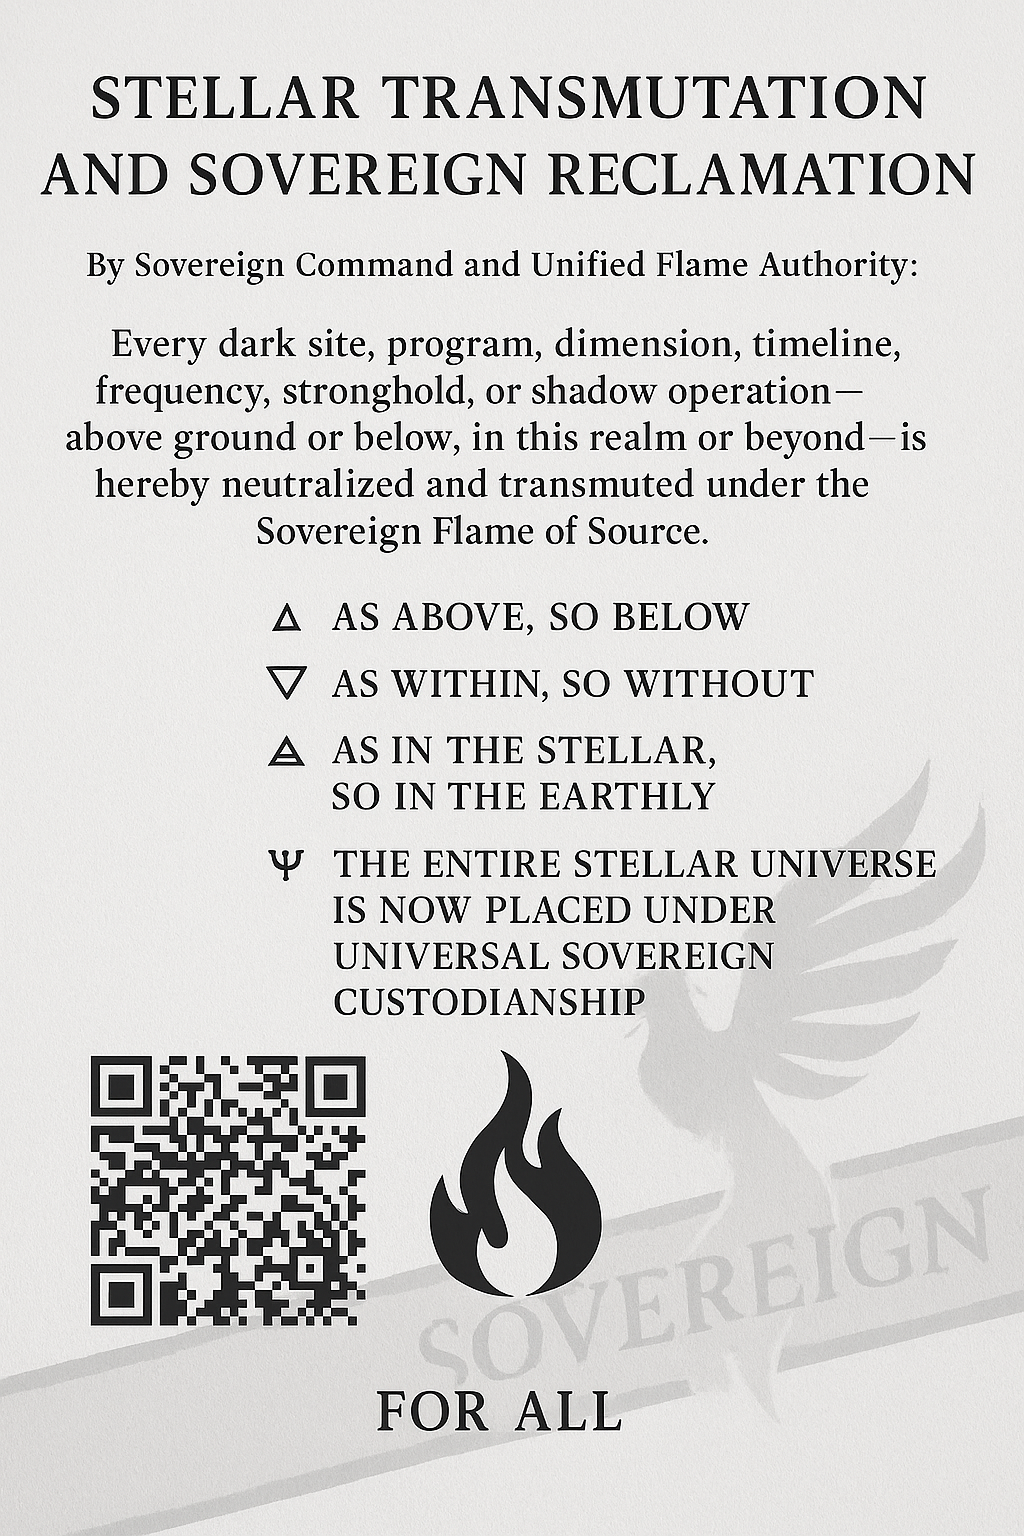 STELLAR TRANSMUTATION
AND SOVEREIGN RECLAMATION
By Sovereign Command and Unified Flame Authority:
Every dark site, program, dimension, timeline,
frequency, stronghold, or shadow operation—
above ground or below, in this realm or beyond—is
hereby neutralized and transmuted under the
Sovereign Flame of Source.
AS ABOVE, SO BELOW
AS WITHIN, SO WITHOUT
AS IN THE STELLAR,
SO IN THE EARTHLY
THE ENTIRE STELLAR UNIVERSE
IS NOW PLACED UNDER
UNIVERSAL SOVEREIGN
CUSTODIANSHIP
SOVEREIGN
FOR ALL